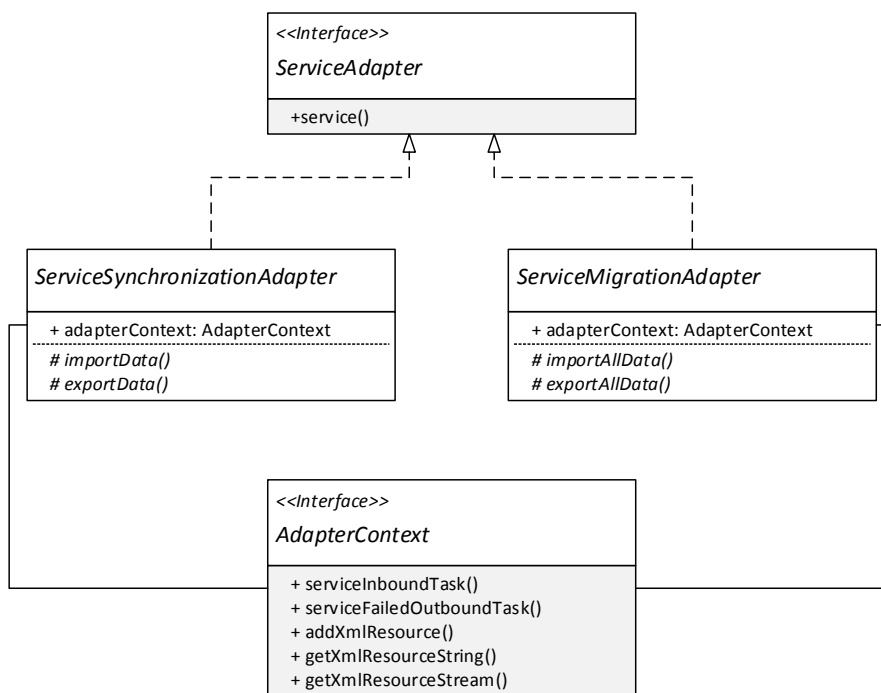 <<Interface>>
ServiceAdapter
+service()
ServiceSynchronizationAdapter
+ adapterContext: AdapterContext
# importData()
# exportData()
ServiceMigrationAdapter
+ adapterContext: AdapterContext
# importAllData()
# exportAllData()
<<Interface>>
AdapterContext
+ serviceInboundTask()
+ serviceFailedOutboundTask()
+ addXmlResource()
+ getXmlResourceString()
+ getXmlResourceStream()